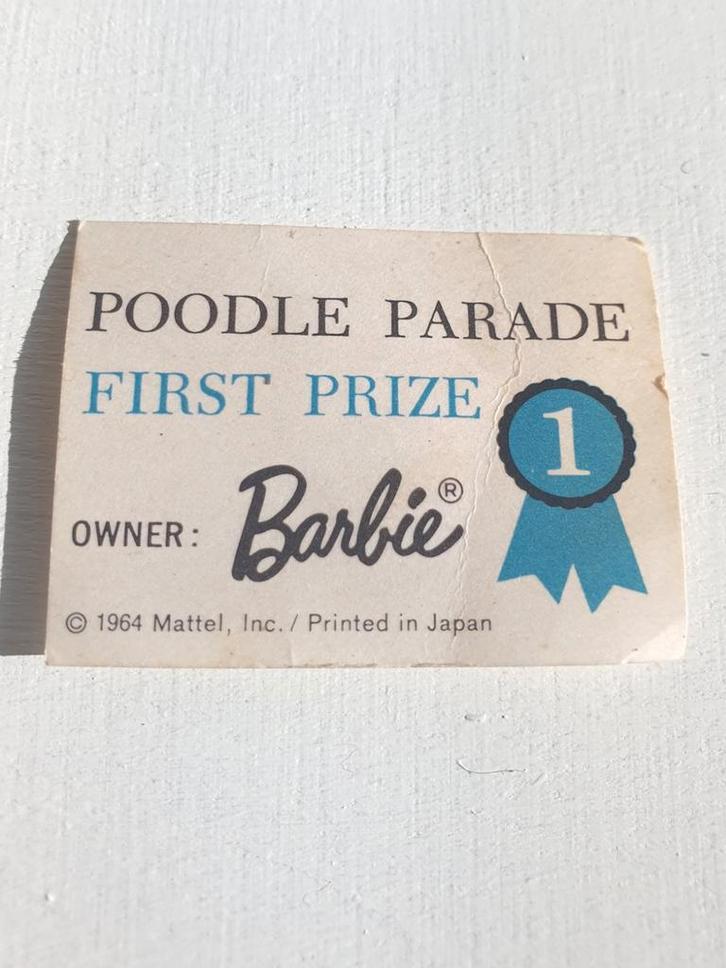 POODLE PARADE
FIRST PRIZE
1
OWNER: Barbie®
© 1964 Mattel, Inc. / Printed in Japan